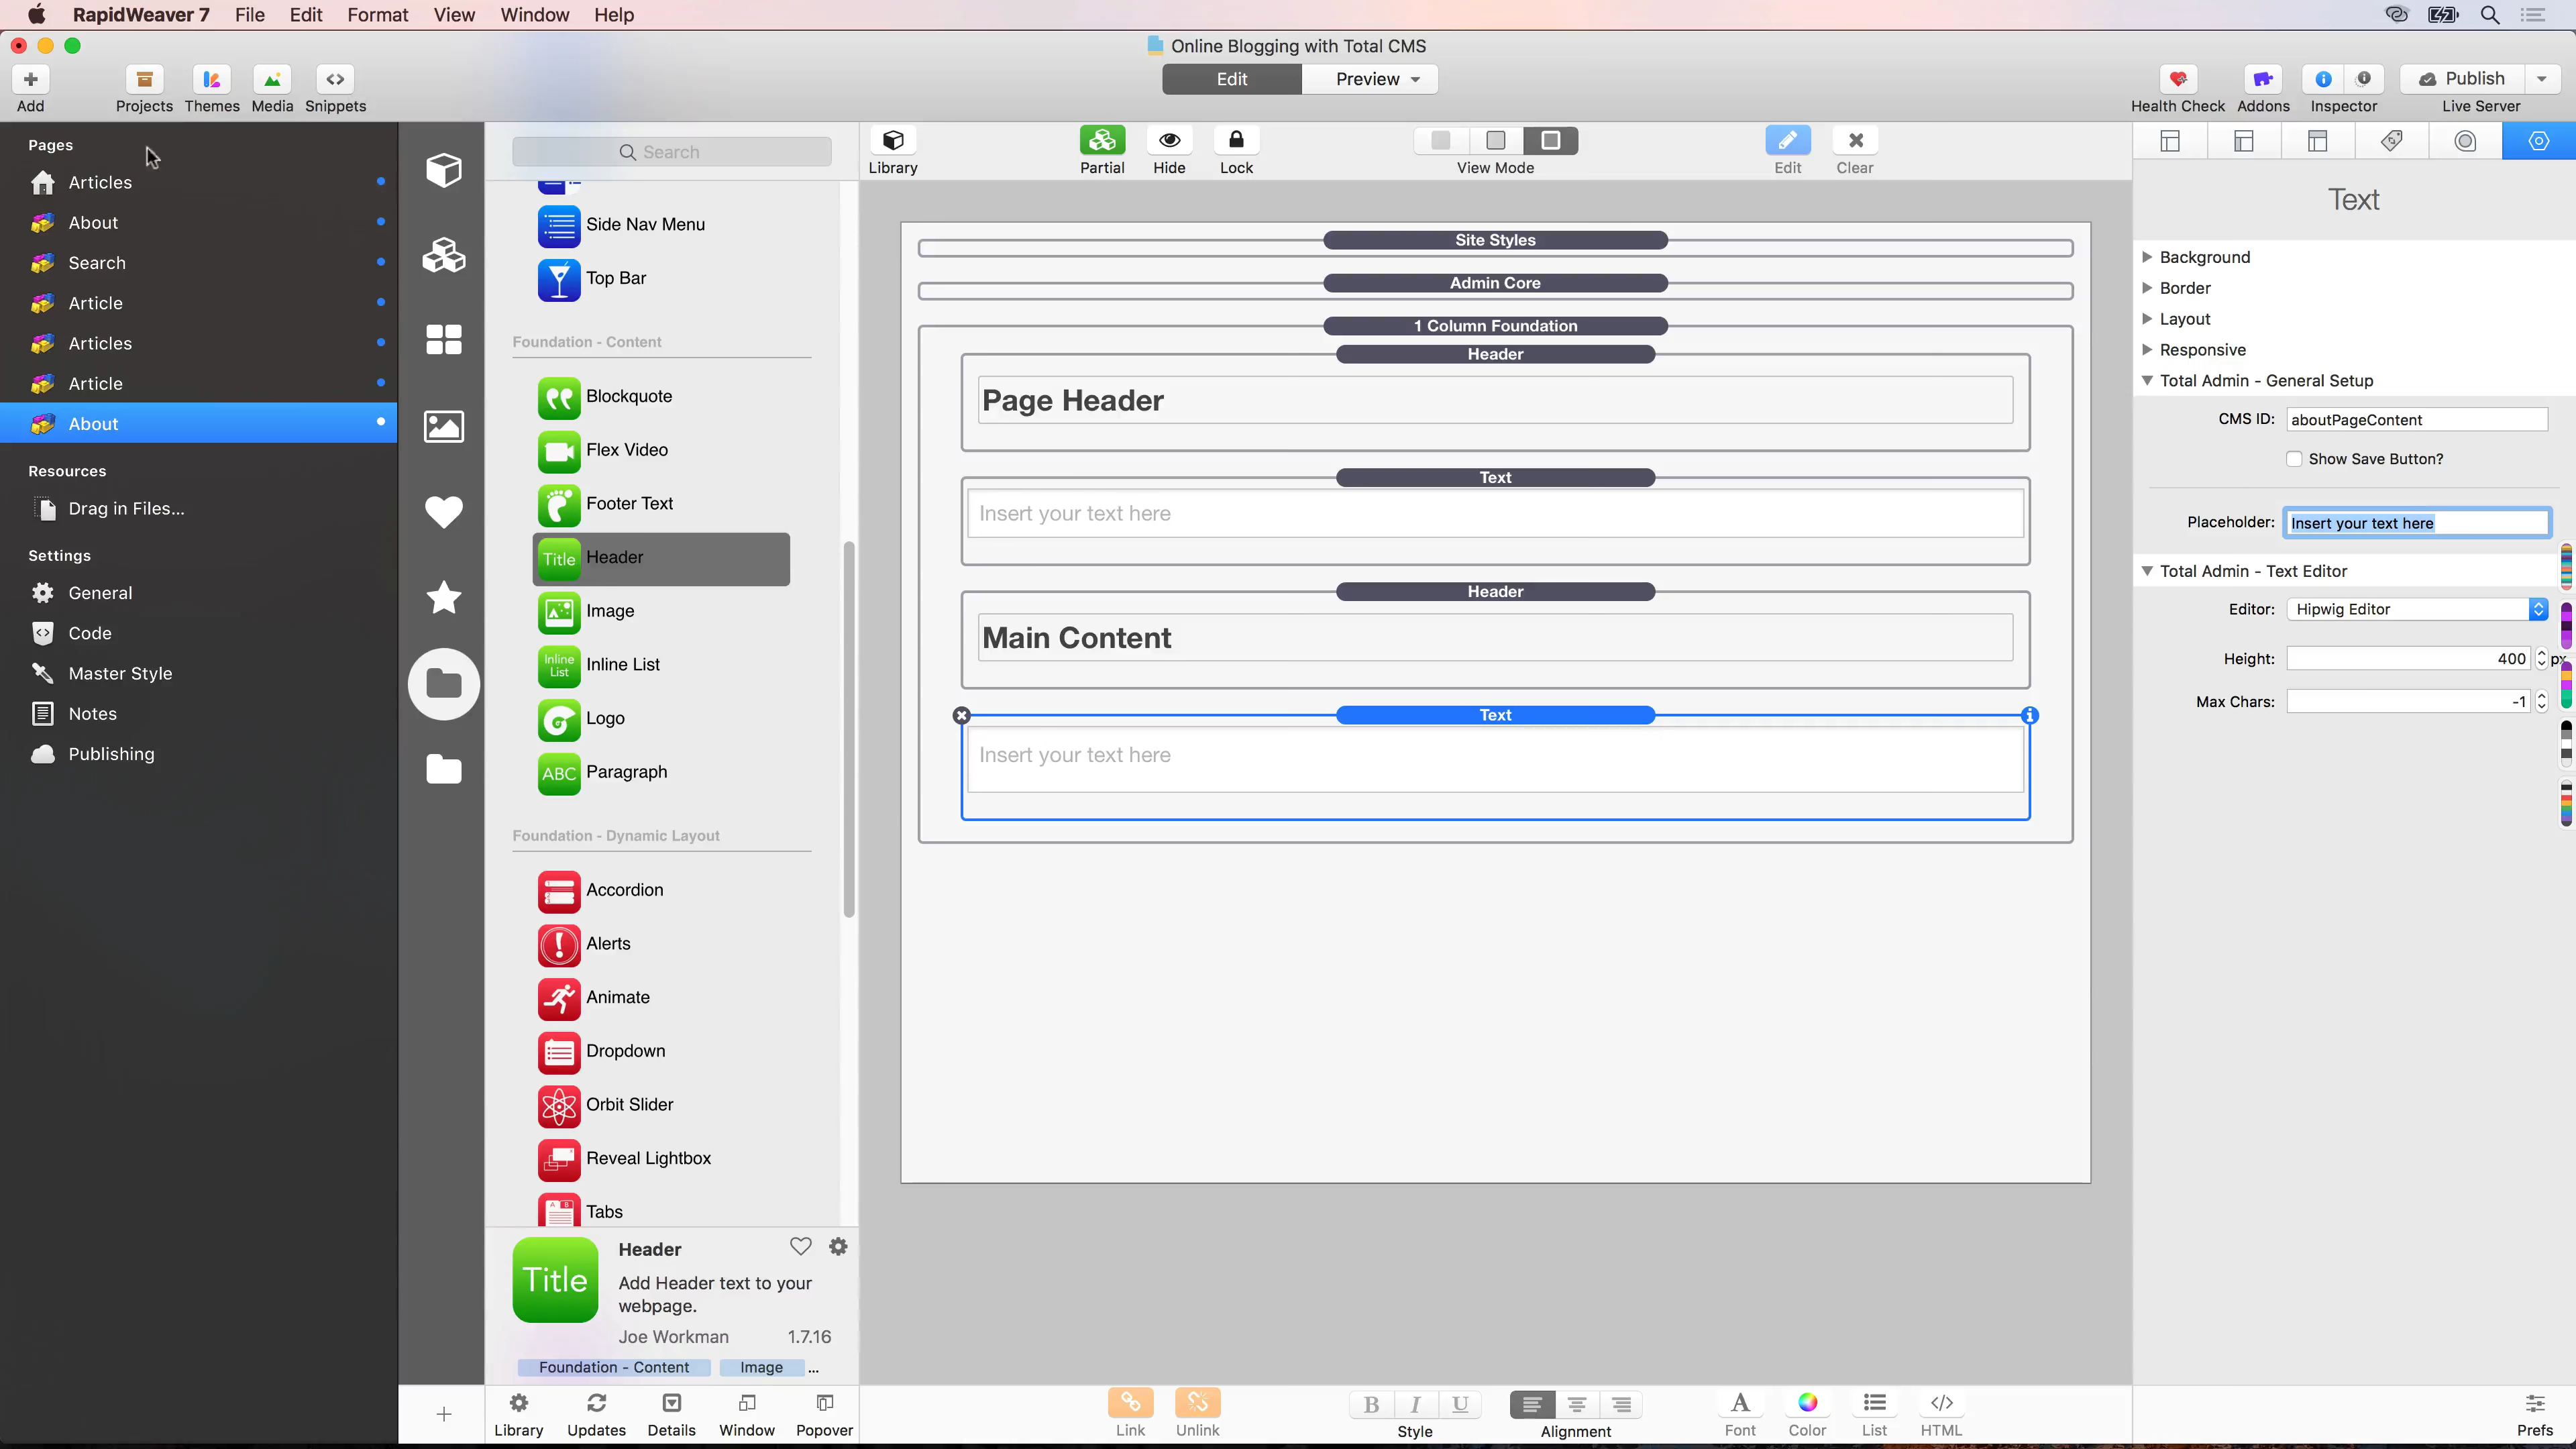 RapidWeaver 7 File Edit Format View Window Help
Online Blogging with Total CMS
Edit Preview
Publish
Add Projects Themes Media Snippets
Health Check Addons Inspector Live Server
Pages
Articles
About
Search
Article
Articles
Article
About
Resources
Drag in Files...
Settings
General
Code
Master Style
Notes
Publishing
Search
Side Nav Menu
Top Bar
Foundation - Content
Blockquote
Flex Video
Footer Text
Title Header
Image
Inline List Inline List
Logo
ABC Paragraph
Foundation - Dynamic Layout
Accordion
Alerts
Animate
Dropdown
Orbit Slider
Reveal Lightbox
A B Tabs
Title
Header
Add Header text to your
webpage.
Joe Workman 1.7.16
Foundation - Content Image ...
Library Updates Details Window Popover
Library Partial Hide Lock View Mode Edit Clear
Site Styles
Admin Core
1 Column Foundation
Header
Page Header
Text
Insert your text here
Header
Main Content
Text
Insert your text here
B I U
A
Link Unlink Style Alignment Font Color List HTML
Text
Background
Border
Layout
Responsive
Total Admin - General Setup
CMS ID: aboutPageContent
Show Save Button?
Placeholder: Insert your text here
Total Admin - Text Editor
Editor: Hipwig Editor
Height: 400 px
Max Chars: -1
Prefs